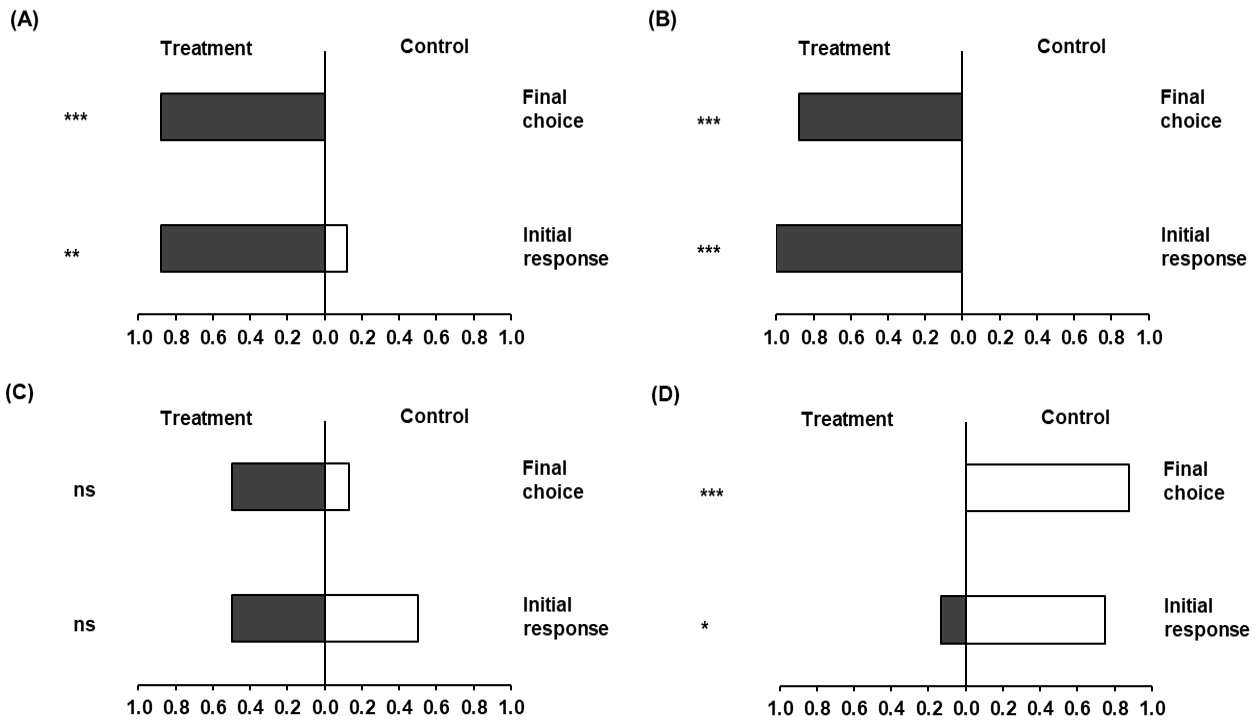 (A)
Treatment
Control
***
Final
choice
**
Initial
response
1.0 0.8 0.6 0.4 0.2 0.0 0.2 0.4 0.6 0.8 1.0
(B)
Treatment
Control
***
Final
choice
***
Initial
response
1.0 0.8 0.6 0.4 0.2 0.0 0.2 0.4 0.6 0.8 1.0
(C)
Treatment
Control
ns
Final
choice
ns
Initial
response
1.0 0.8 0.6 0.4 0.2 0.0 0.2 0.4 0.6 0.8 1.0
(D)
Treatment
Control
***
Final
choice
*
Initial
response
1.0 0.8 0.6 0.4 0.2 0.0 0.2 0.4 0.6 0.8 1.0